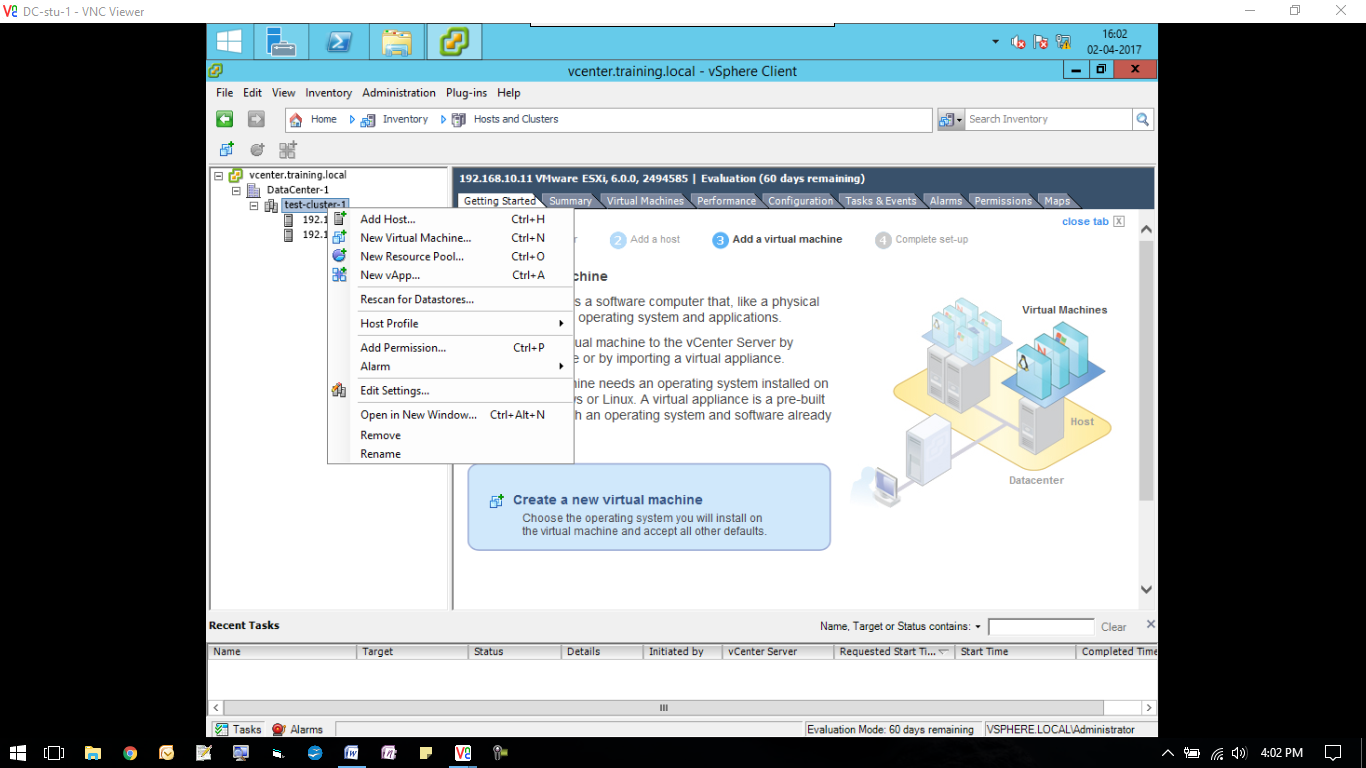 DC-stu-1 - VNC Viewer
16:02
02-04-2017
vcenter.training.local - vSphere Client
File Edit View Inventory Administration Plug-ins Help
Home Inventory Hosts and Clusters Search Inventory
vcenter.training.local
DataCenter-1
test-cluster-1
192.1
192.1
192.168.10.11 VMware ESXi, 6.0.0, 2494585 | Evaluation (60 days remaining)
Getting Started Summary Virtual Machines Performance Configuration Tasks & Events Alarms Permissions Maps
close tab X
Add Host... Ctrl+H
New Virtual Machine... Ctrl+N
New Resource Pool... Ctrl+O
New vApp... Ctrl+A
Rescan for Datastores...
Host Profile
Add Permission... Ctrl+P
Alarm
Edit Settings...
Open in New Window... Ctrl+Alt+N
Remove
Rename
r 2 Add a host 3 Add a virtual machine 4 Complete set-up
chine
s a software computer that, like a physical
operating system and applications.
ual machine to the vCenter Server by
e or by importing a virtual appliance.
ine needs an operating system installed on
s or Linux. A virtual appliance is a pre-built
h an operating system and software already
Virtual Machines
Host
Datacenter
Create a new virtual machine
Choose the operating system you will install on
the virtual machine and accept all other defaults.
Recent Tasks
Name, Target or Status contains: Clear
Name Target Status Details Initiated by vCenter Server Requested Start Ti... Start Time Completed Time
Tasks Alarms Evaluation Mode: 60 days remaining VSPHERE.LOCAL\Administrator
4:02 PM